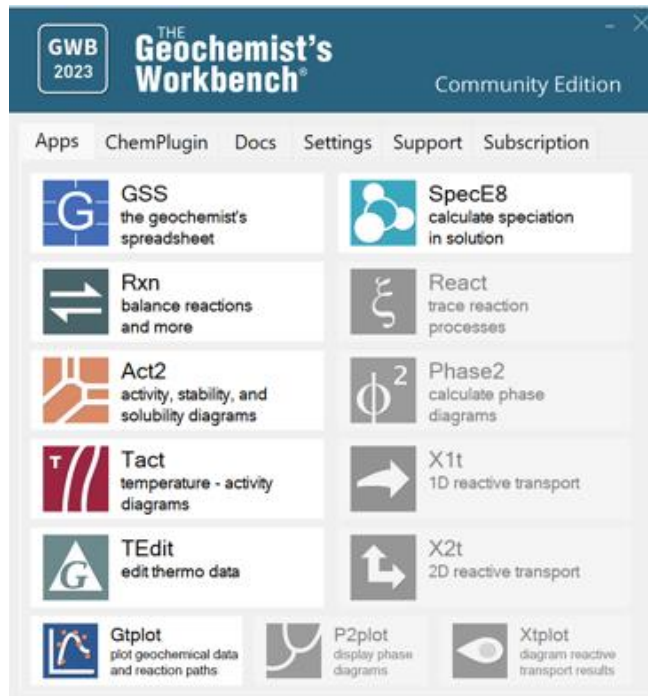 GWB
2023
THE
Geochemist's
Workbench®
Community Edition
Apps ChemPlugin Docs Settings Support Subscription
G
GSS
the geochemist's
spreadsheet
SpecE8
calculate speciation
in solution
Rxn
balance reactions
and more
ξ
React
trace reaction
processes
Act2
activity, stability, and
solubility diagrams
ϕ2
Phase2
calculate phase
diagrams
T
Tact
temperature - activity
diagrams
X1t
1D reactive transport
G
TEdit
edit thermo data
X2t
2D reactive transport
Gtplot
plot geochemical data
and reaction paths
P2plot
display phase
diagrams
Xtplot
diagram reactive
transport results